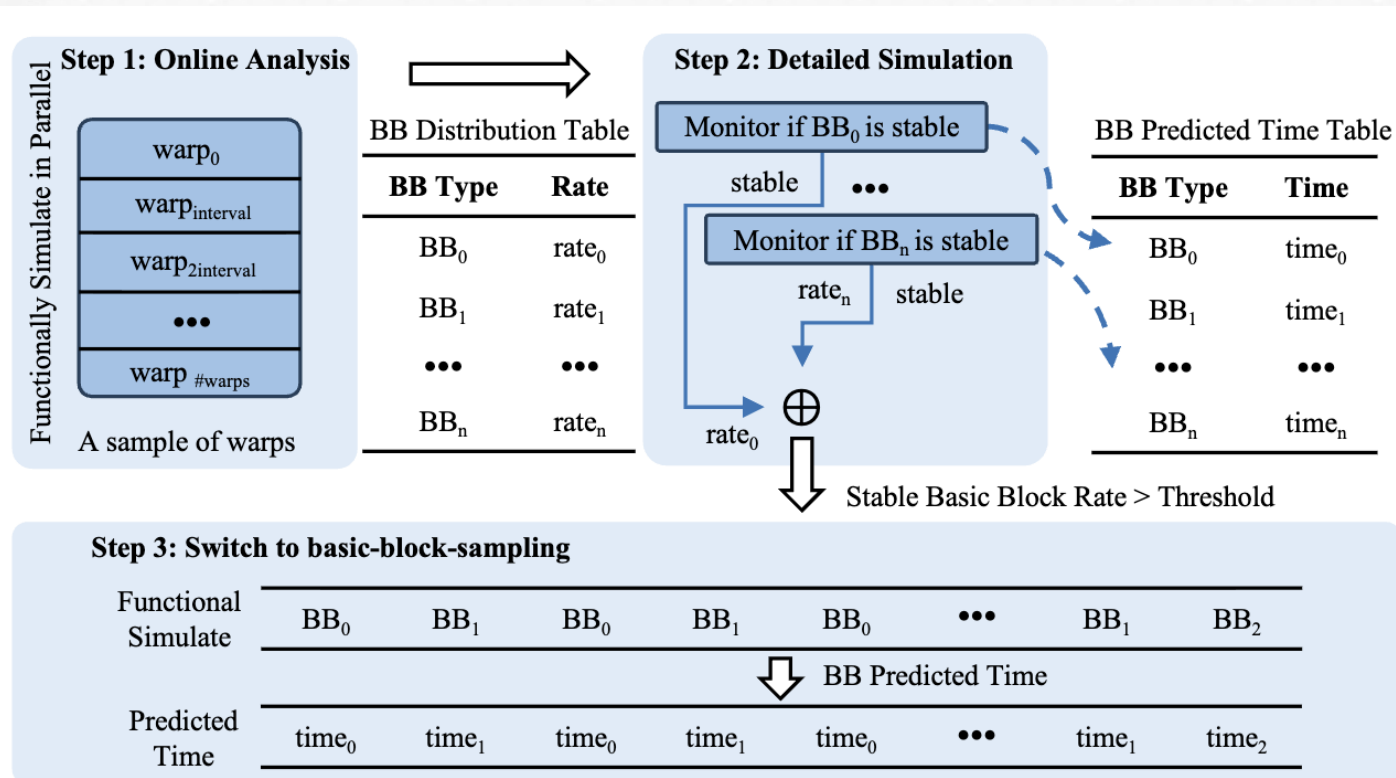 Step 1: Online Analysis
Functionally Simulate in Parallel
warp0
warpinterval
warp2interval
•••
warp #warps
A sample of warps
BB Distribution Table
BB Type Rate
BB0 rate0
BB1 rate1
••• •••
BBn raten
Step 2: Detailed Simulation
Monitor if BB0 is stable
stable •••
Monitor if BBn is stable
raten stable
rate0
BB Predicted Time Table
BB Type Time
BB0 time0
BB1 time1
••• •••
BBn timen
Stable Basic Block Rate > Threshold
Step 3: Switch to basic-block-sampling
Functional
Simulate
BB0 BB1 BB0 BB1 BB0 ••• BB1 BB2
BB Predicted Time
Predicted
Time
time0 time1 time0 time1 time0 ••• time1 time2